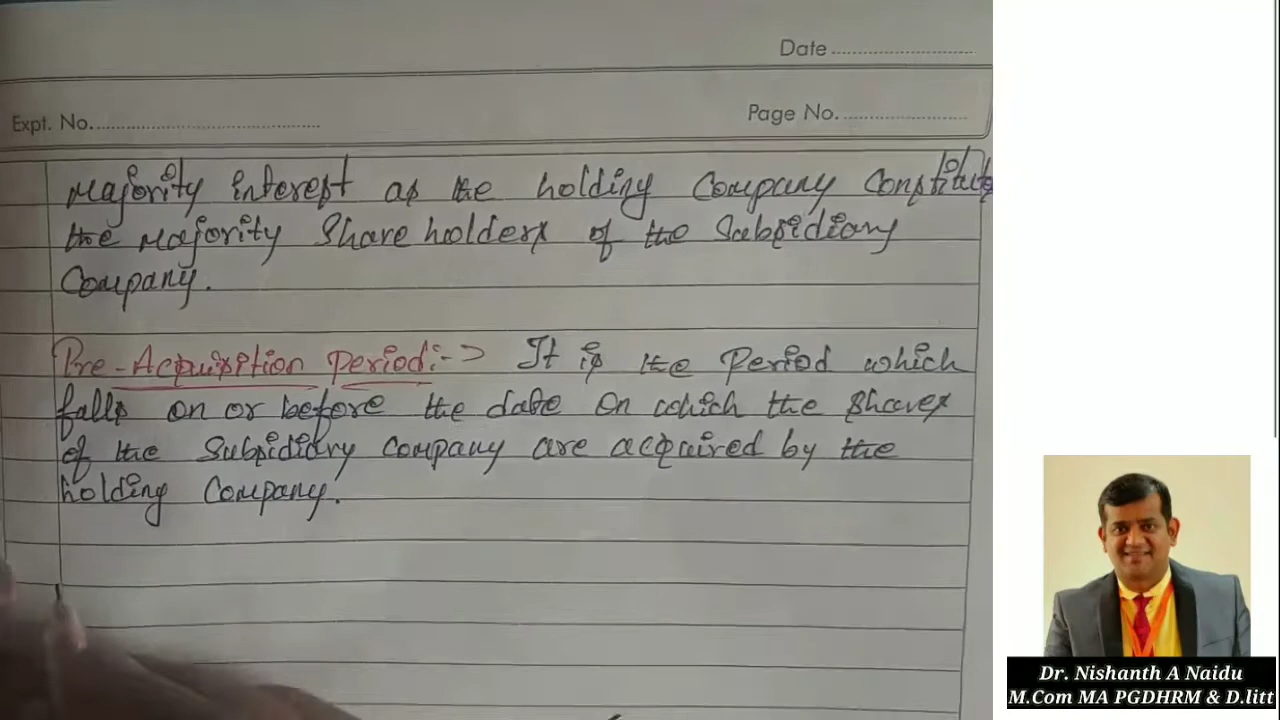 Date
Expt. No.
Page No.
Majority interest as the holding Company Constitute
the Majority Shareholders of the Subsidiary
Company.
Pre-Acquisition Period:-> It is the Period which
falls on or before the date on which the Shares
of the Subsidiary Company are acquired by the
holding Company.
Dr. Nishanth A Naidu
M.Com MA PGDHRM & D.litt